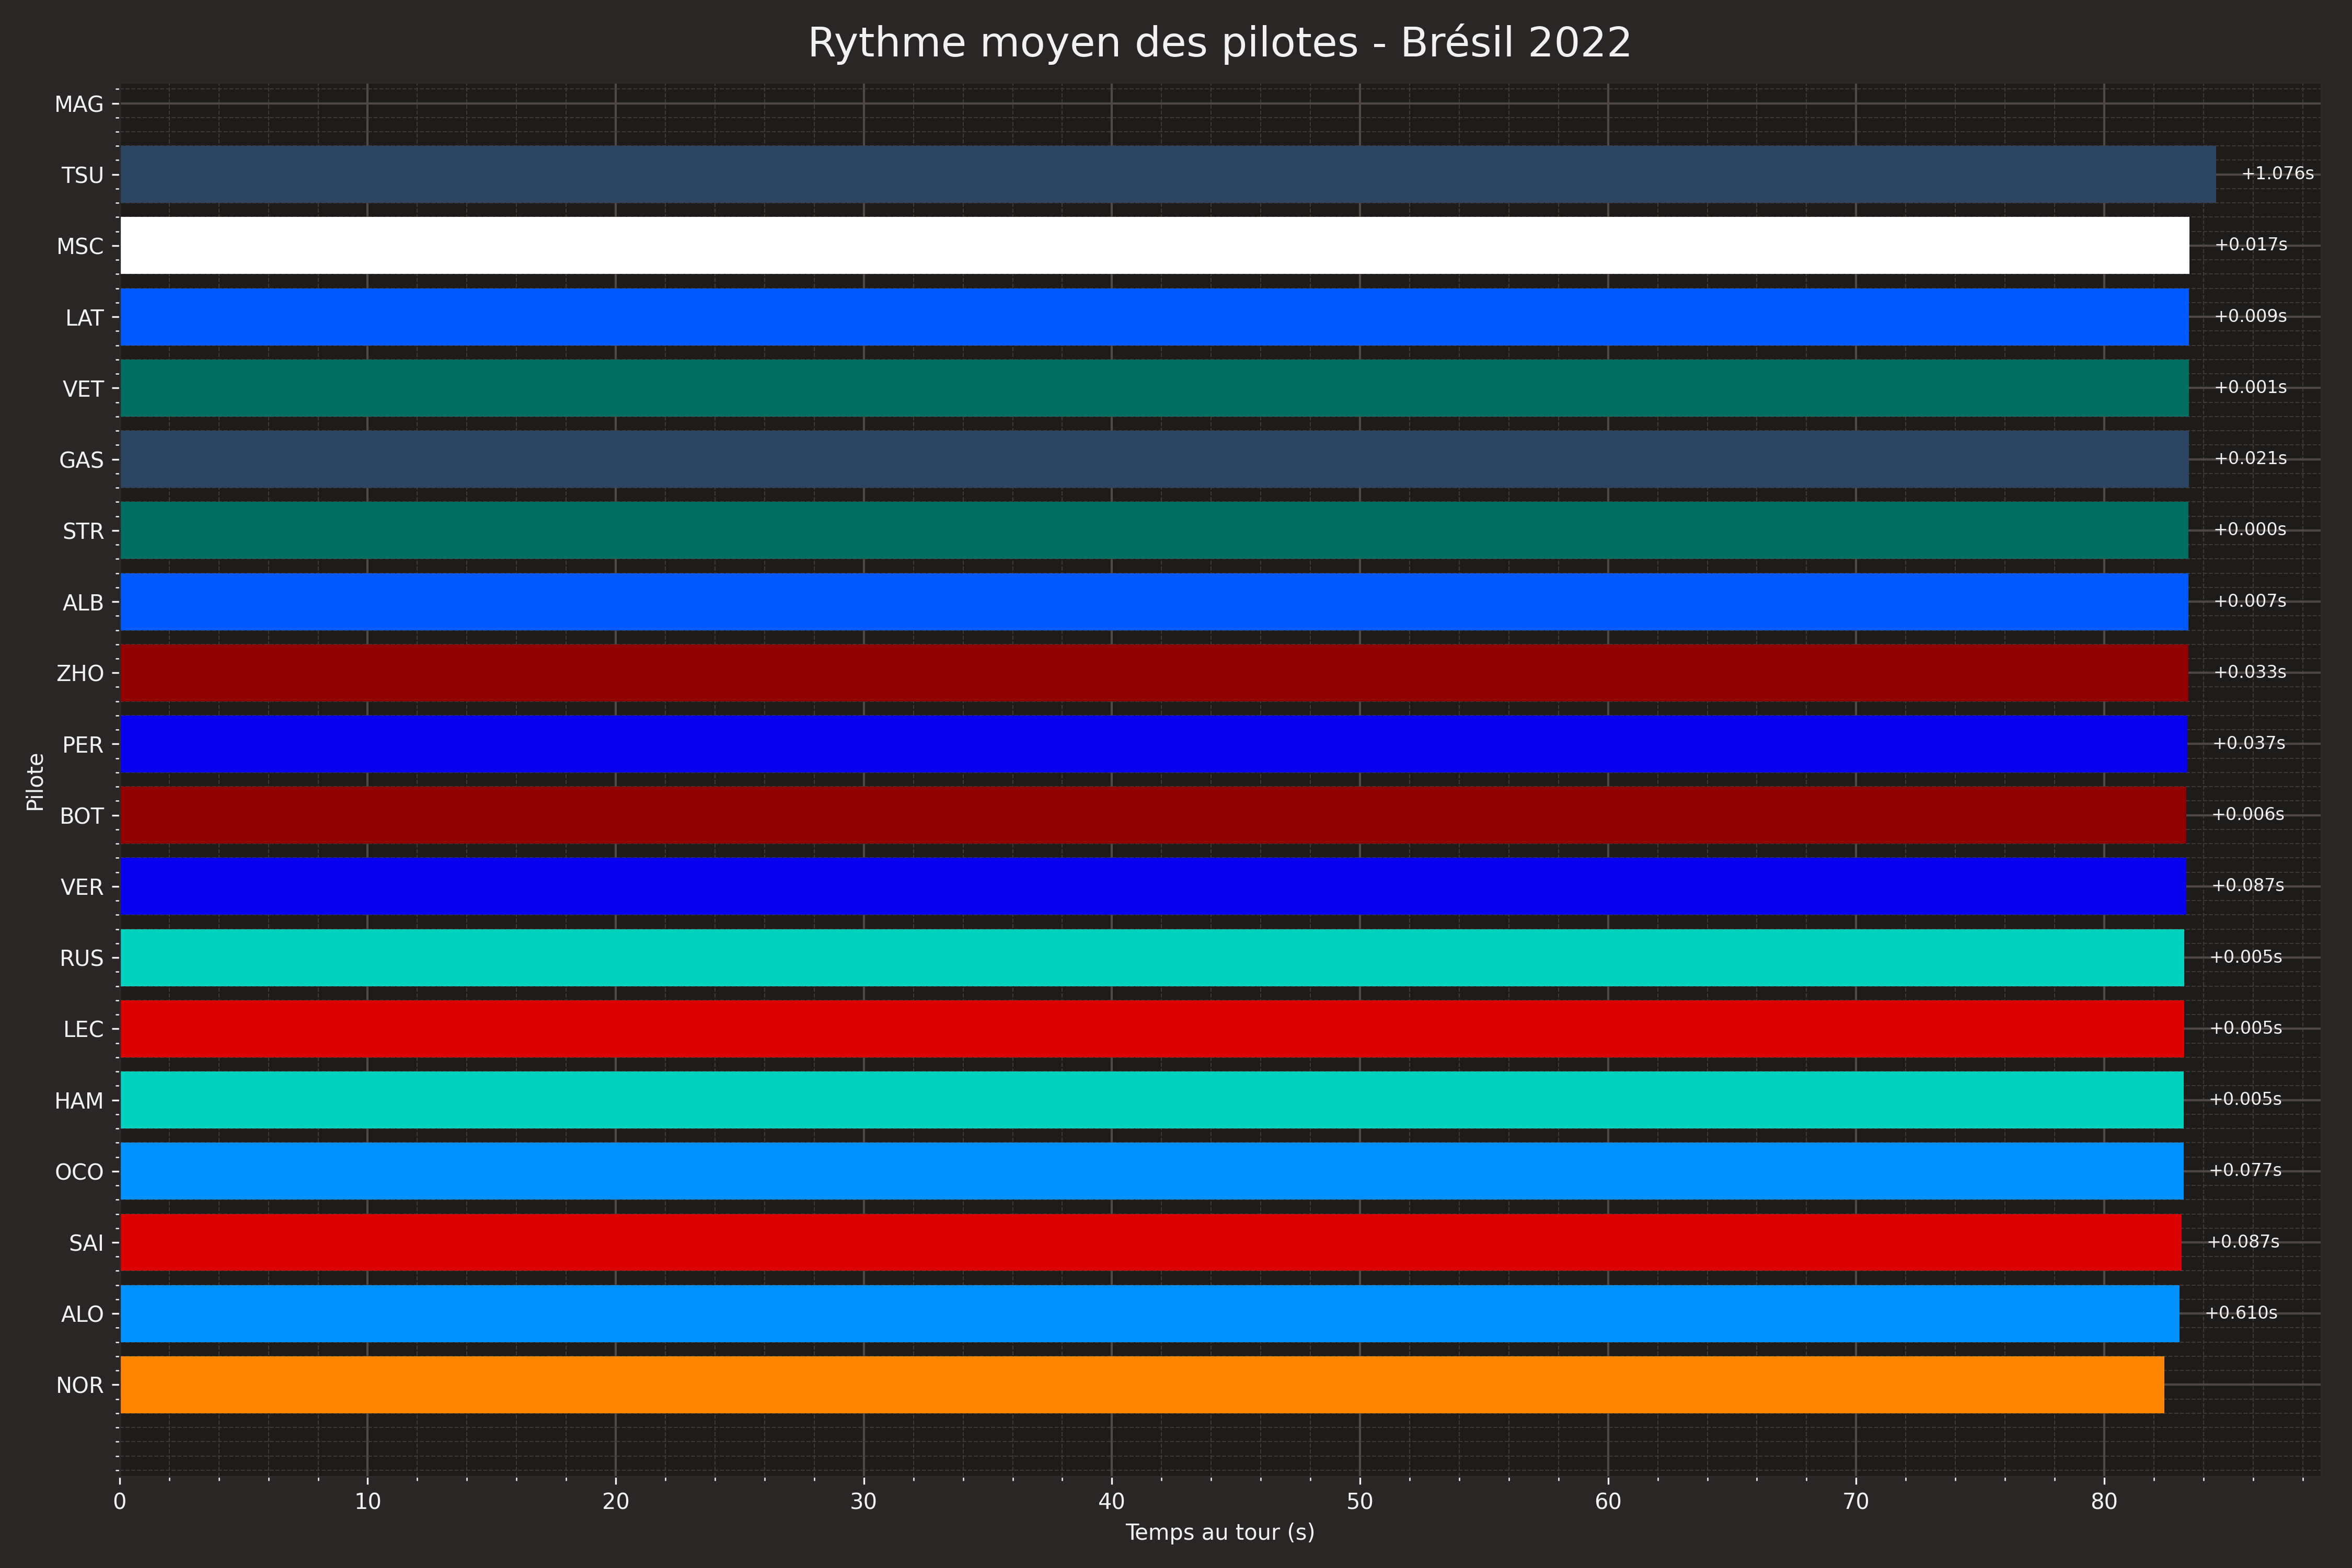 Rythme moyen des pilotes - Brésil 2022
Pilote
MAG
TSU +1.076s
MSC +0.017s
LAT +0.009s
VET +0.001s
GAS +0.021s
STR +0.000s
ALB +0.007s
ZHO +0.033s
PER +0.037s
BOT +0.006s
VER +0.087s
RUS +0.005s
LEC +0.005s
HAM +0.005s
OCO +0.077s
SAI +0.087s
ALO +0.610s
NOR
0 10 20 30 40 50 60 70 80
Temps au tour (s)